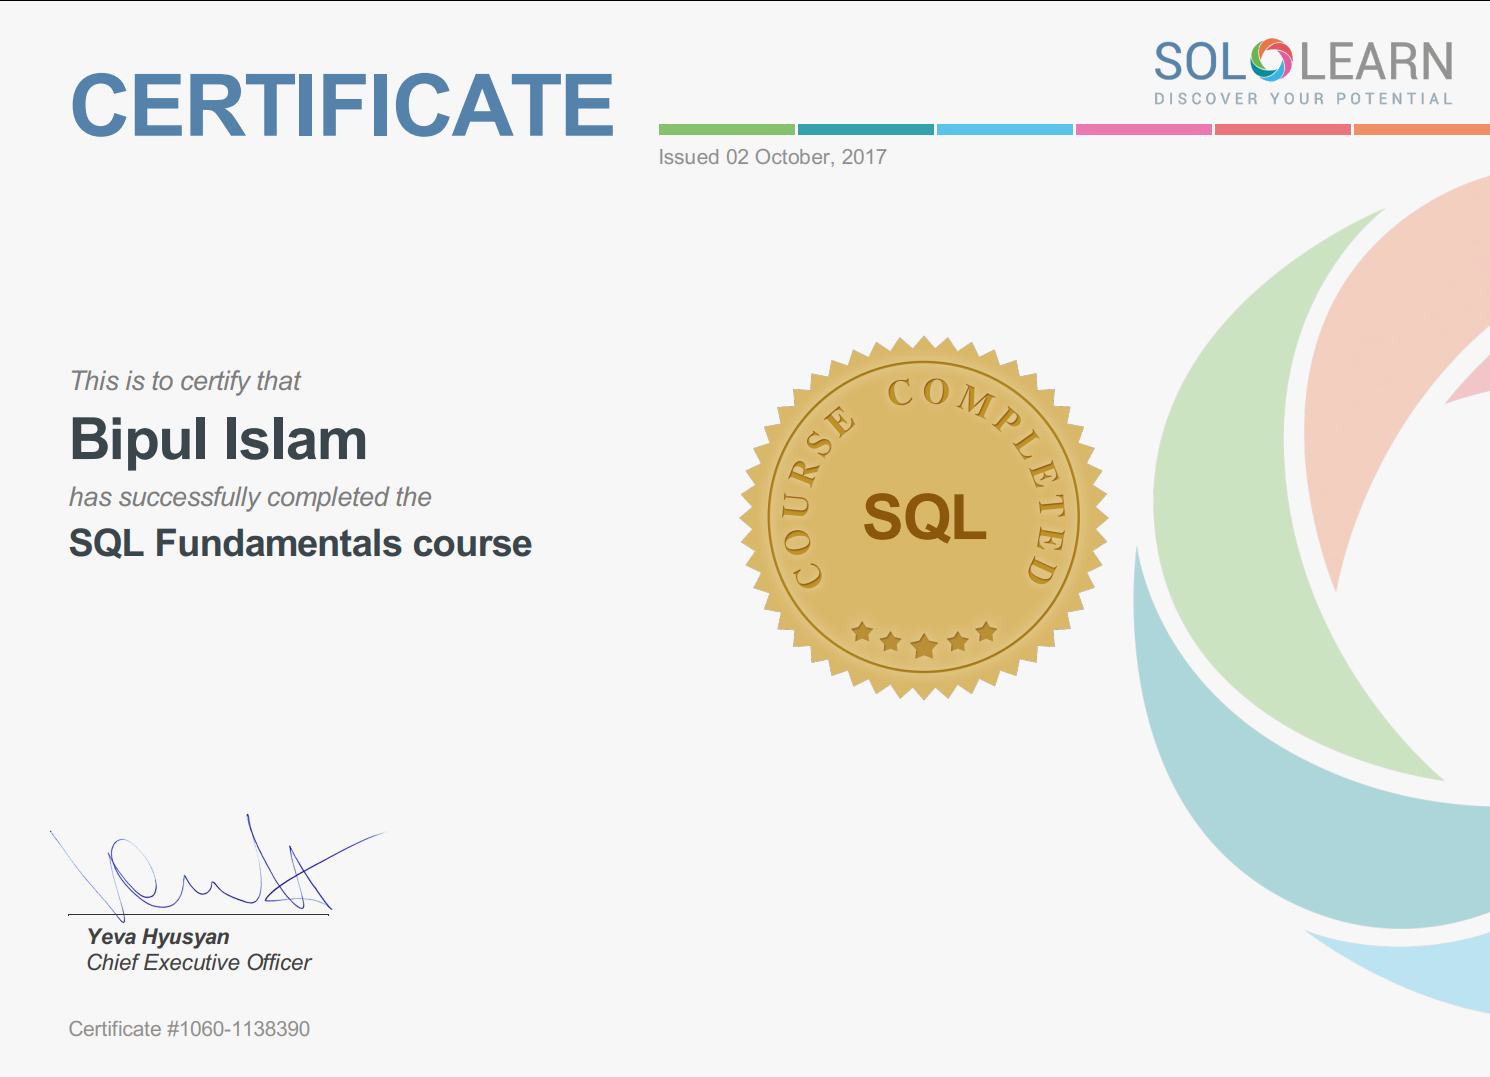 CERTIFICATE
SOLOLEARN
DISCOVER YOUR POTENTIAL
Issued 02 October, 2017
This is to certify that
Bipul Islam
has successfully completed the
SQL Fundamentals course
COURSE COMPLETED
SQL
Yeva Hyusyan
Chief Executive Officer
Certificate #1060-1138390